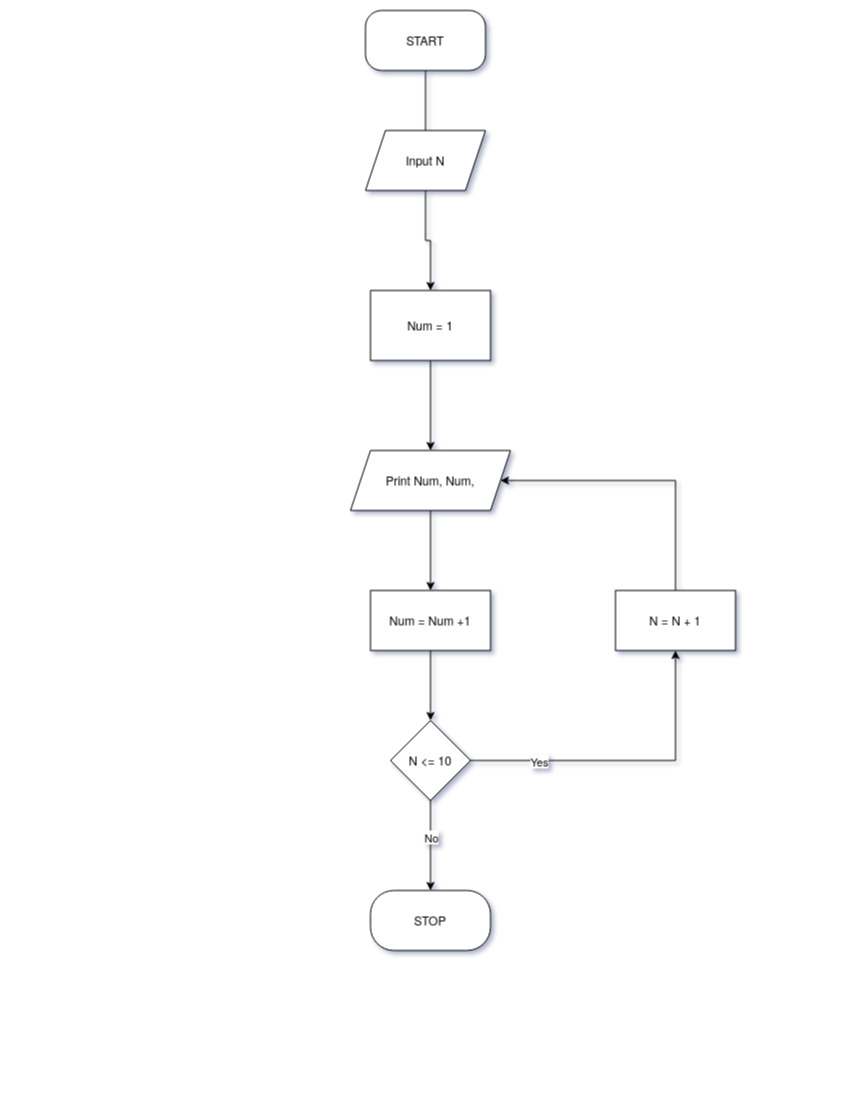 START
Input N
Num = 1
Print Num, Num,
Num = Num +1
N = N + 1
N <= 10
Yes
No
STOP